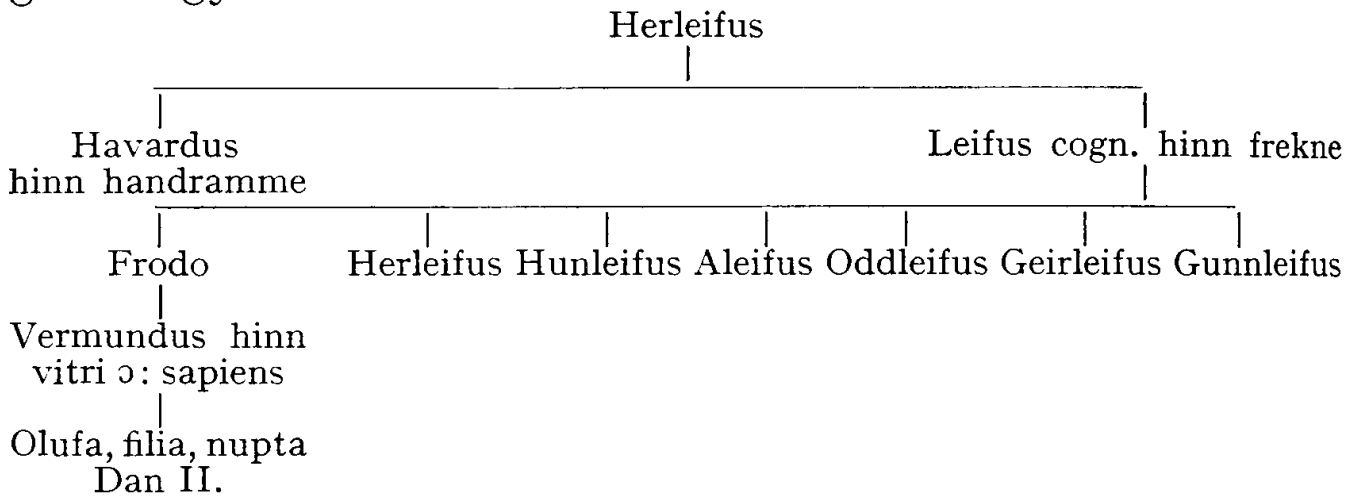 Herleifus
Havardus
hinn handramme
Leifus cogn. hinn frekne
Frodo Herleifus Hunleifus Aleifus Oddleifus Geirleifus Gunnleifus
Vermundus hinn
vitri ɔ: sapiens
Olufa, filia, nupta
Dan II.